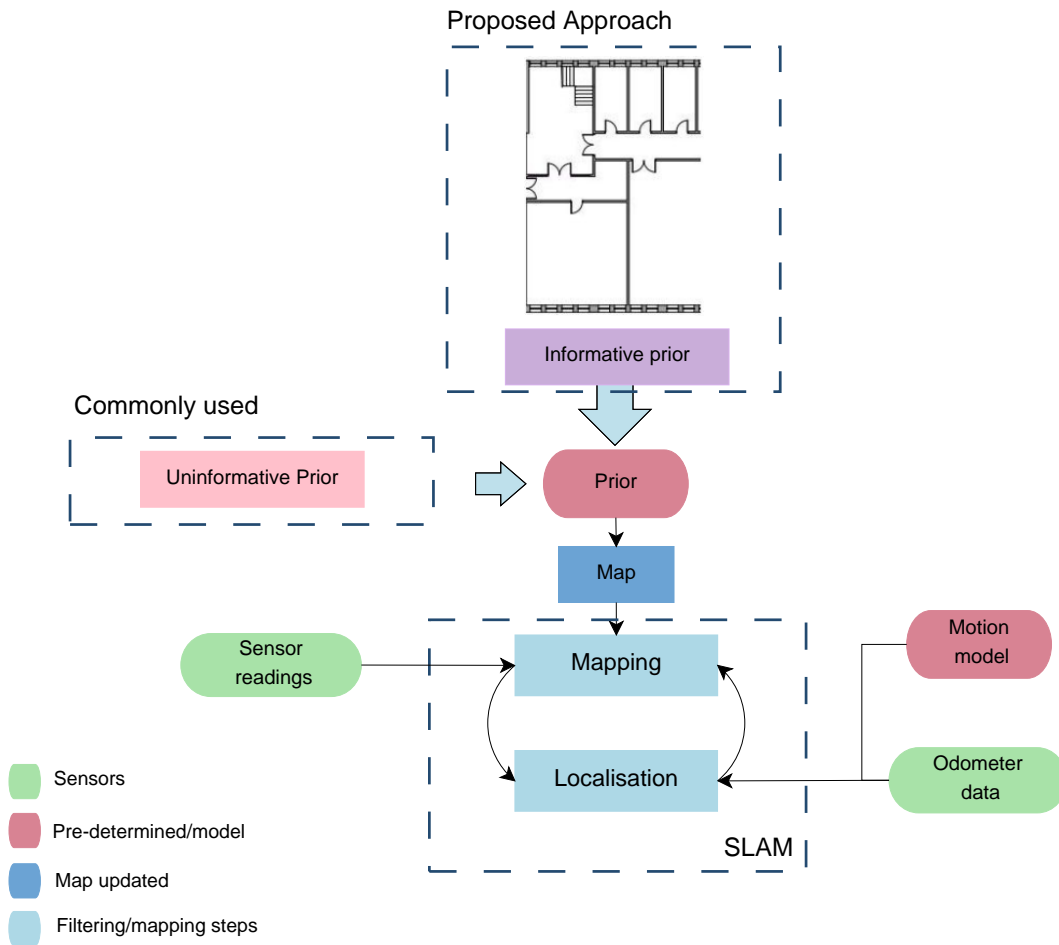 Proposed Approach
Informative prior
Commonly used
Uninformative Prior
Prior
Map
Sensor
readings
Mapping
Motion
model
Localisation
Odometer
data
SLAM
Sensors
Pre-determined/model
Map updated
Filtering/mapping steps